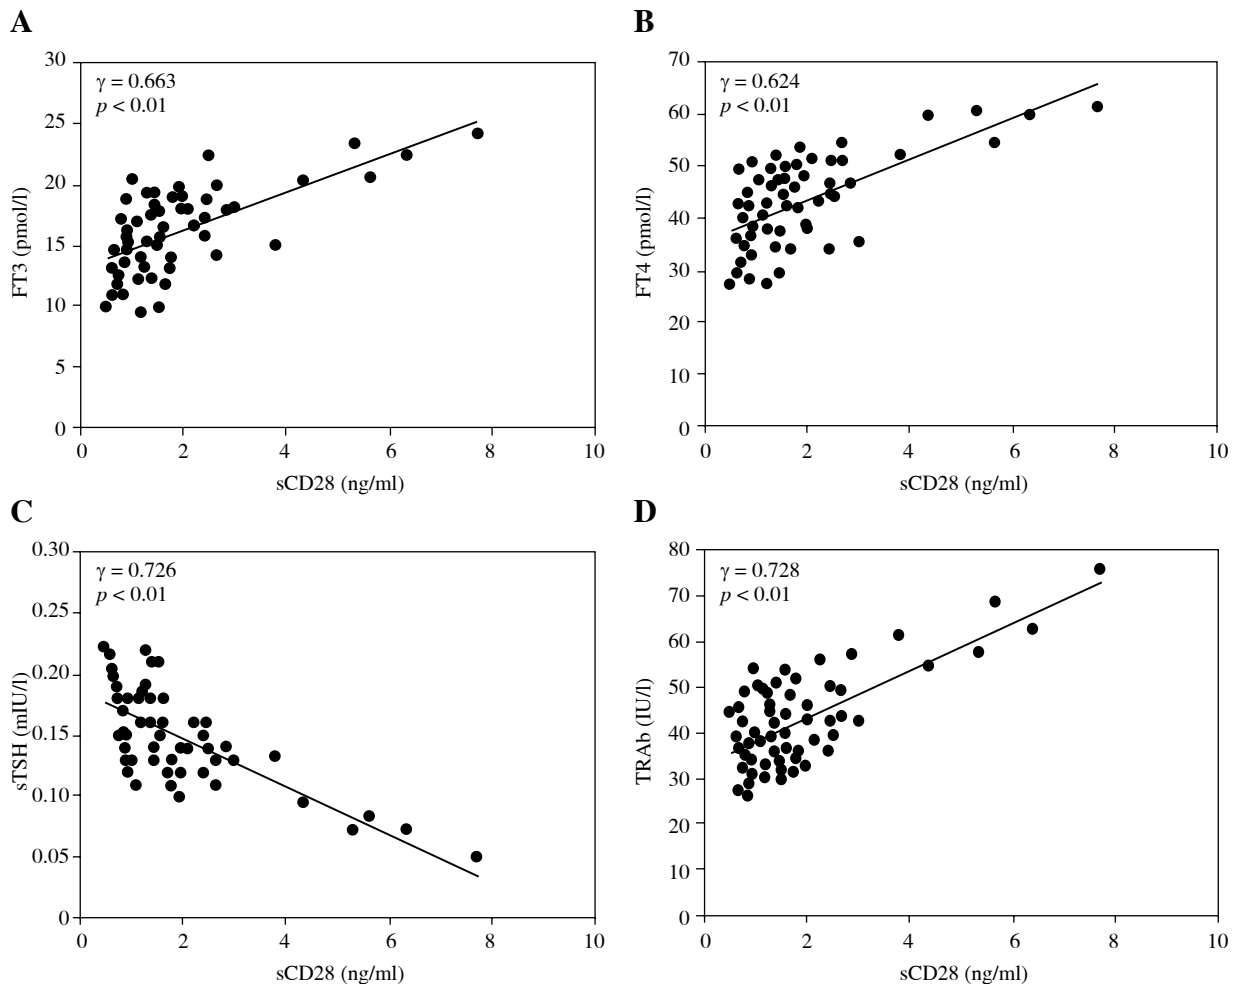 A
γ = 0.663
p < 0.01
FT3 (pmol/l)
30
25
20
15
10
5
0
0 2 4 6 8 10
sCD28 (ng/ml)
B
γ = 0.624
p < 0.01
FT4 (pmol/l)
70
60
50
40
30
20
10
0
0 2 4 6 8 10
sCD28 (ng/ml)
C
γ = 0.726
p < 0.01
sTSH (mIU/l)
0.30
0.25
0.20
0.15
0.10
0.05
0
0 2 4 6 8 10
sCD28 (ng/ml)
D
γ = 0.728
p < 0.01
TRAb (IU/l)
80
70
60
50
40
30
20
10
0
0 2 4 6 8 10
sCD28 (ng/ml)